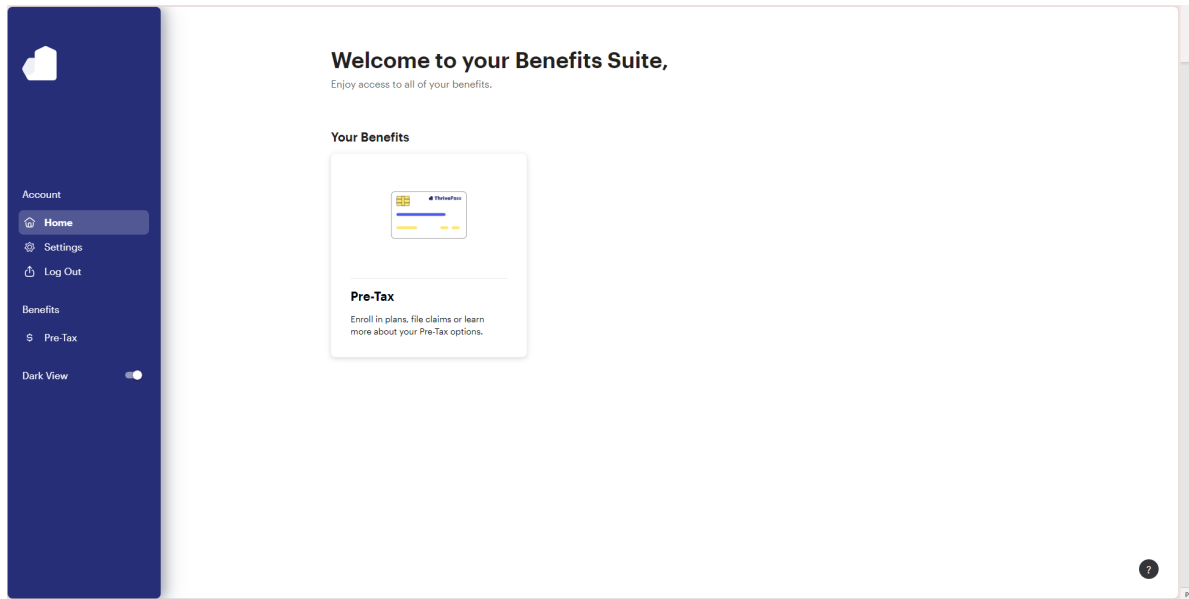 Account
Home
Settings
Log Out
Benefits
$ Pre-Tax
Dark View
Welcome to your Benefits Suite,
Enjoy access to all of your benefits.
Your Benefits
ThrivePass
Pre-Tax
Enroll in plans, file claims or learn
more about your Pre-Tax options.
?